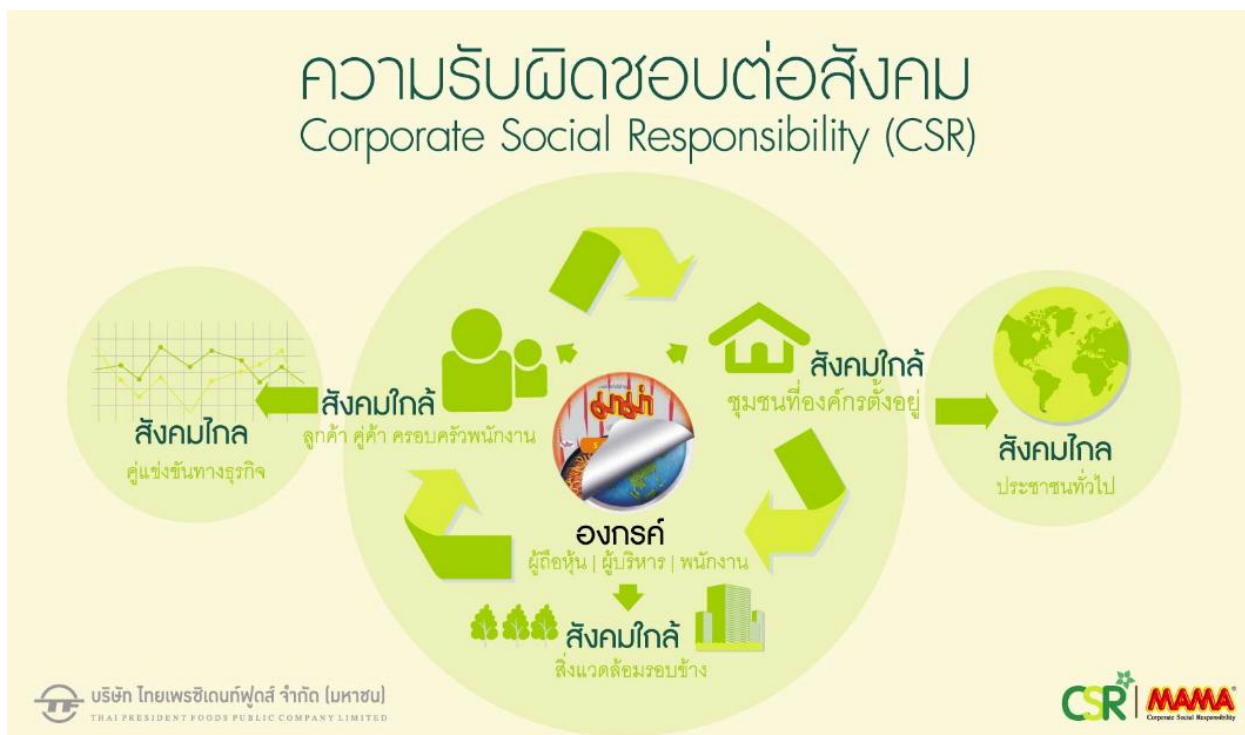 ความรับผิดชอบต่อสังคม
Corporate Social Responsibility (CSR)
สังคมใกล้
ชุมชนที่องค์กรตั้งอยู่
สังคมใกล้
ลูกค้า คู่ค้า ครอบครัวพนักงาน
มาม่า
สังคมไกล
คู่แข่งขันทางธุรกิจ
สังคมไกล
ประชาชนทั่วไป
องกรค์
ผู้ถือหุ้น | ผู้บริหาร | พนักงาน
สังคมใกล้
สิ่งแวดล้อมรอบข้าง
บริษัท ไทยเพรซิเดนท์ฟูดส์ จำกัด (มหาชน)
THAI PRESIDENT FOODS PUBLIC COMPANY LIMITED
CSR MAMA®
Corporate Social Responsibility